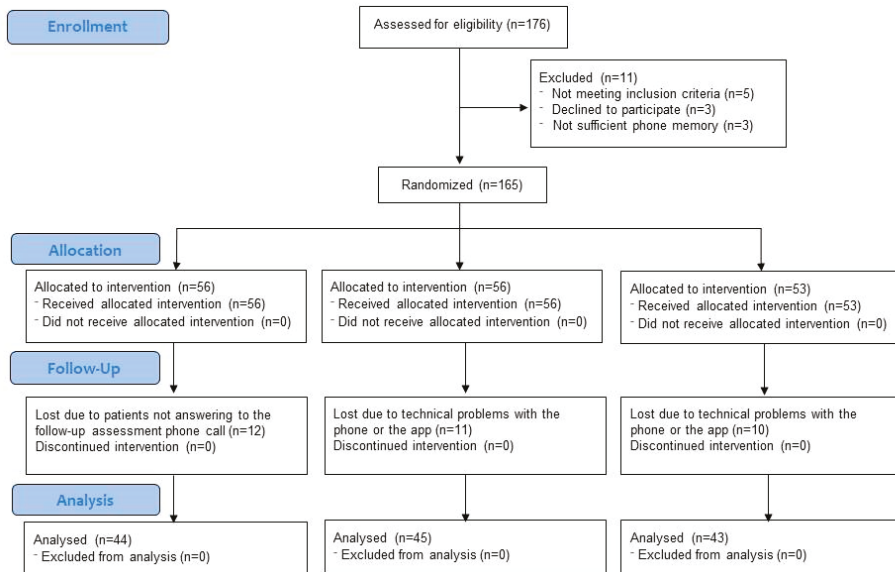 Enrollment
Assessed for eligibility (n=176)
Excluded (n=11)
- Not meeting inclusion criteria (n=5)
- Declined to participate (n=3)
- Not sufficient phone memory (n=3)
Randomized (n=165)
Allocation
Allocated to intervention (n=56)
- Received allocated intervention (n=56)
- Did not receive allocated intervention (n=0)
Allocated to intervention (n=56)
- Received allocated intervention (n=56)
- Did not receive allocated intervention (n=0)
Allocated to intervention (n=53)
- Received allocated intervention (n=53)
- Did not receive allocated intervention (n=0)
Follow-Up
Lost due to patients not answering to the
follow-up assessment phone call (n=12)
Discontinued intervention (n=0)
Lost due to technical problems with the
phone or the app (n=11)
Discontinued intervention (n=0)
Lost due to technical problems with the
phone or the app (n=10)
Discontinued intervention (n=0)
Analysis
Analysed (n=44)
- Excluded from analysis (n=0)
Analysed (n=45)
- Excluded from analysis (n=0)
Analysed (n=43)
- Excluded from analysis (n=0)